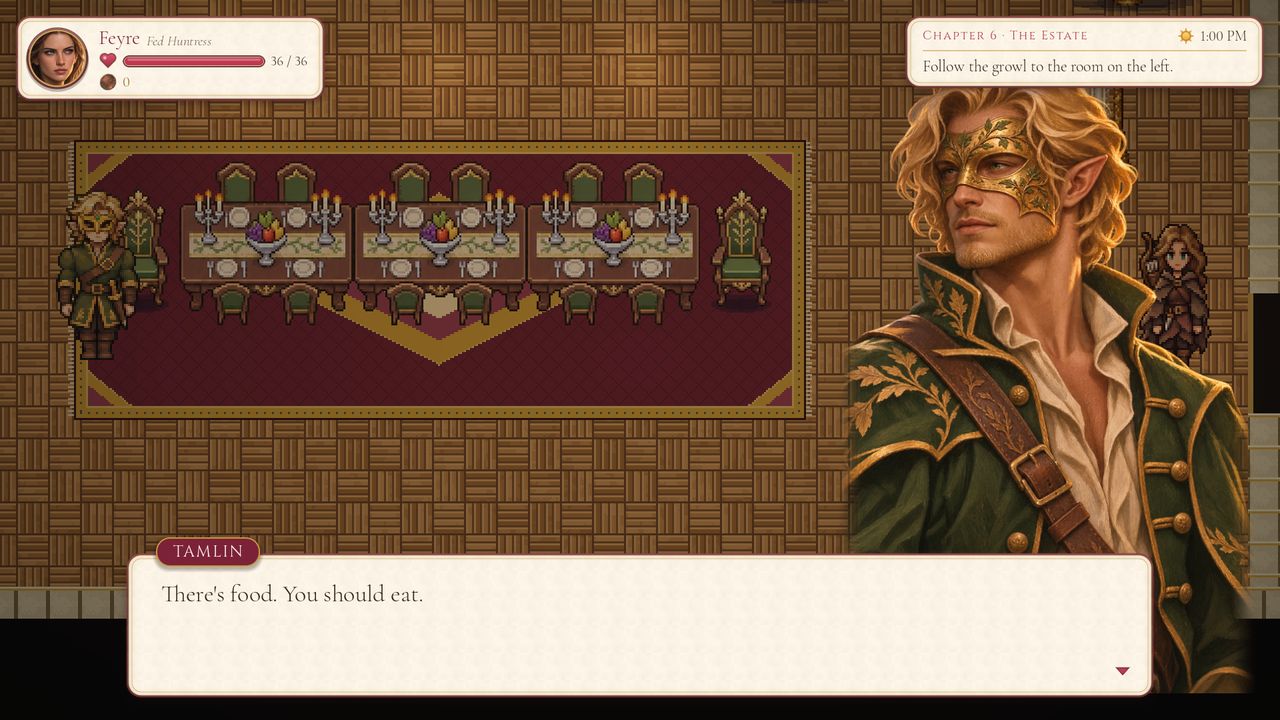 Feyre Fed Huntress
36 / 36
0
CHAPTER 6 · THE ESTATE 1:00 PM
Follow the growl to the room on the left.
TAMLIN
There's food. You should eat.